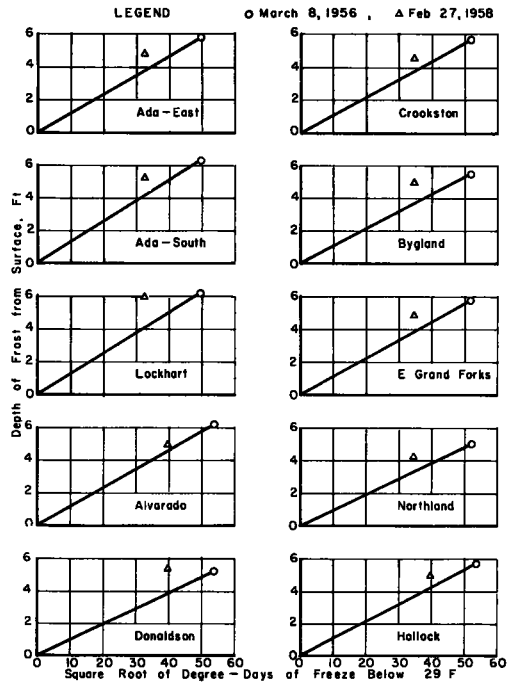 LEGEND O March 8, 1956 , Δ Feb 27, 1958
6
4
2
0
Ada-East
6
4
2
0
Crookston
6
4
2
0
Ada-South
6
4
2
0
Bygland
6
4
2
0
Lockhart
6
4
2
0
E Grand Forks
6
4
2
0
Alvarado
6
4
2
0
Northland
6
4
2
0
Donaldson
6
4
2
0
Hallock
0 10 20 30 40 50 60
0 10 20 30 40 50 60
Depth of Frost from Surface, Ft
Square Root of Degree-Days of Freeze Below 29 F